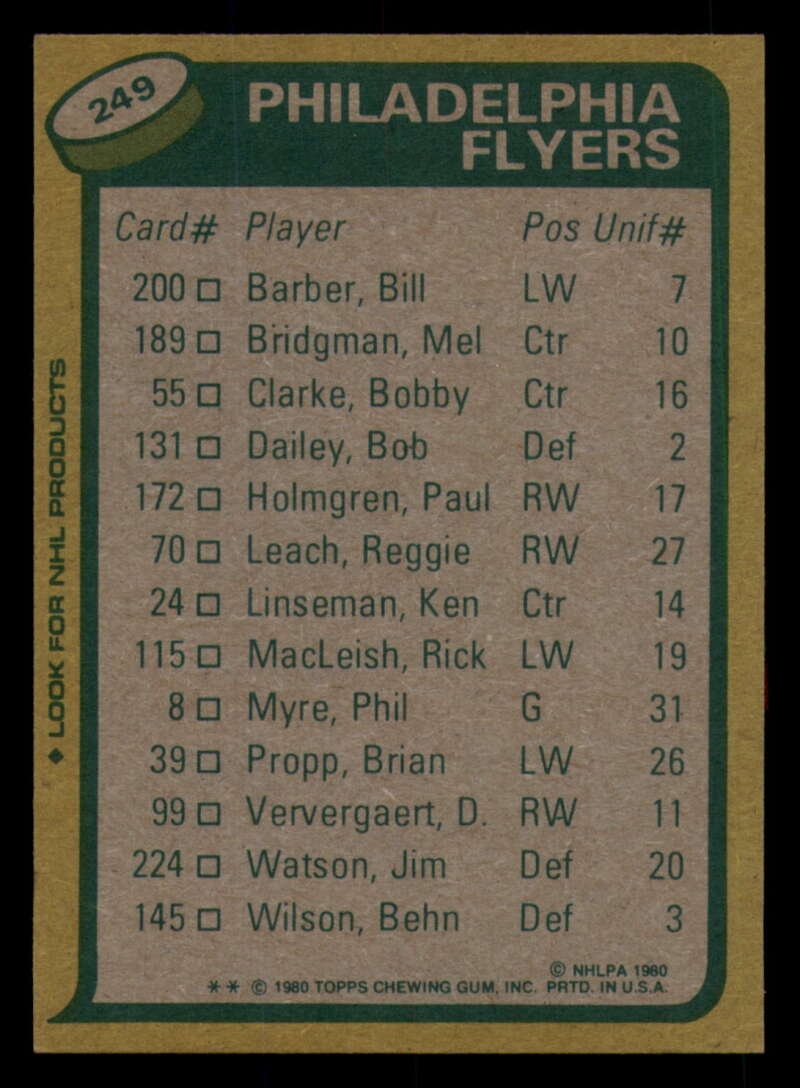 249
PHILADELPHIA
FLYERS
Card# Player Pos Unif#
200 □ Barber, Bill LW 7
189 □ Bridgman, Mel Ctr 10
55 □ Clarke, Bobby Ctr 16
131 □ Dailey, Bob Def 2
172 □ Holmgren, Paul RW 17
70 □ Leach, Reggie RW 27
24 □ Linseman, Ken Ctr 14
115 □ MacLeish, Rick LW 19
8 □ Myre, Phil G 31
39 □ Propp, Brian LW 26
99 □ Ververgaert, D. RW 11
224 □ Watson, Jim Def 20
145 □ Wilson, Behn Def 3
© NHLPA 1980
** © 1980 TOPPS CHEWING GUM, INC. PRTD. IN U.S.A.
◆ LOOK FOR NHL PRODUCTS